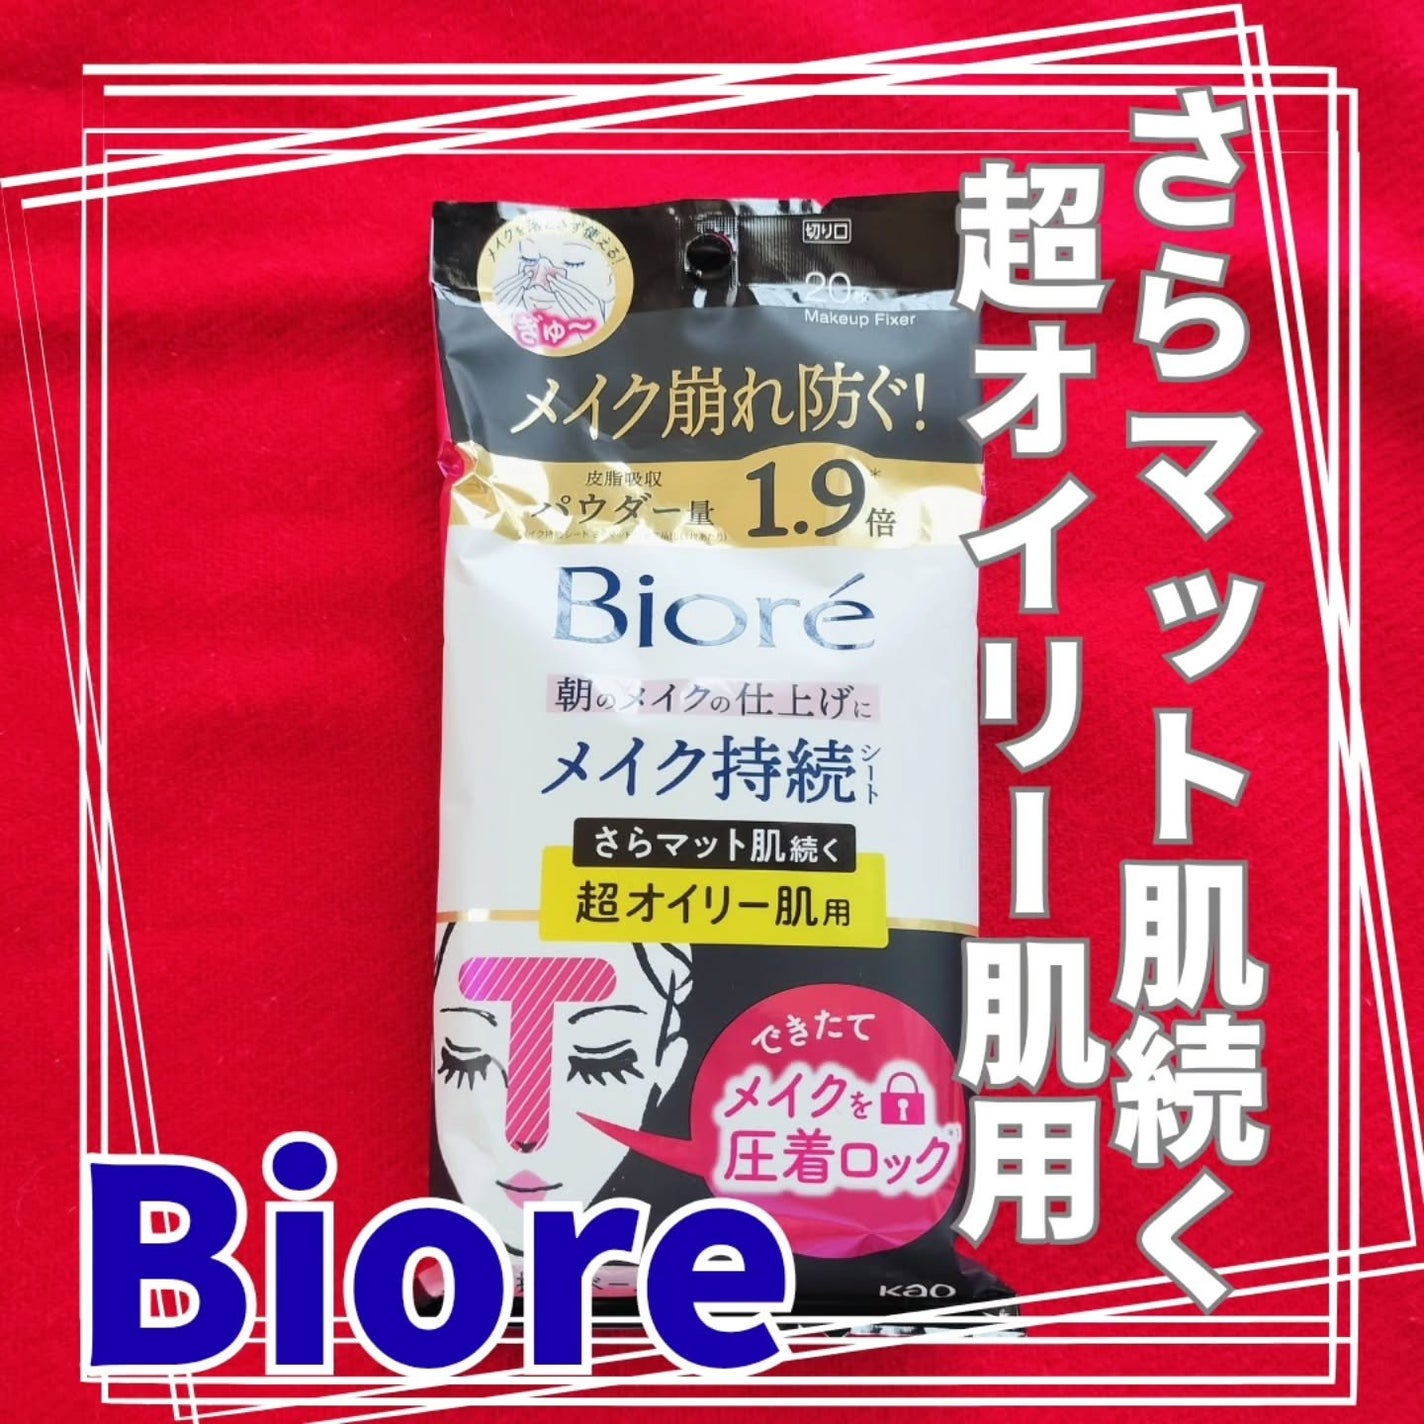 さらマット肌続く
超オイリー肌用
切り口
20枚
Makeup Fixer
ぎゅ〜
メイク崩れ防ぐ!
皮脂吸収
パウダー量 1.9*倍
Bioré
朝のメイクの仕上げに
メイク持続シート
さらマット肌続く
超オイリー肌用
できたて
メイクを
圧着ロック*1
Kao
Biore